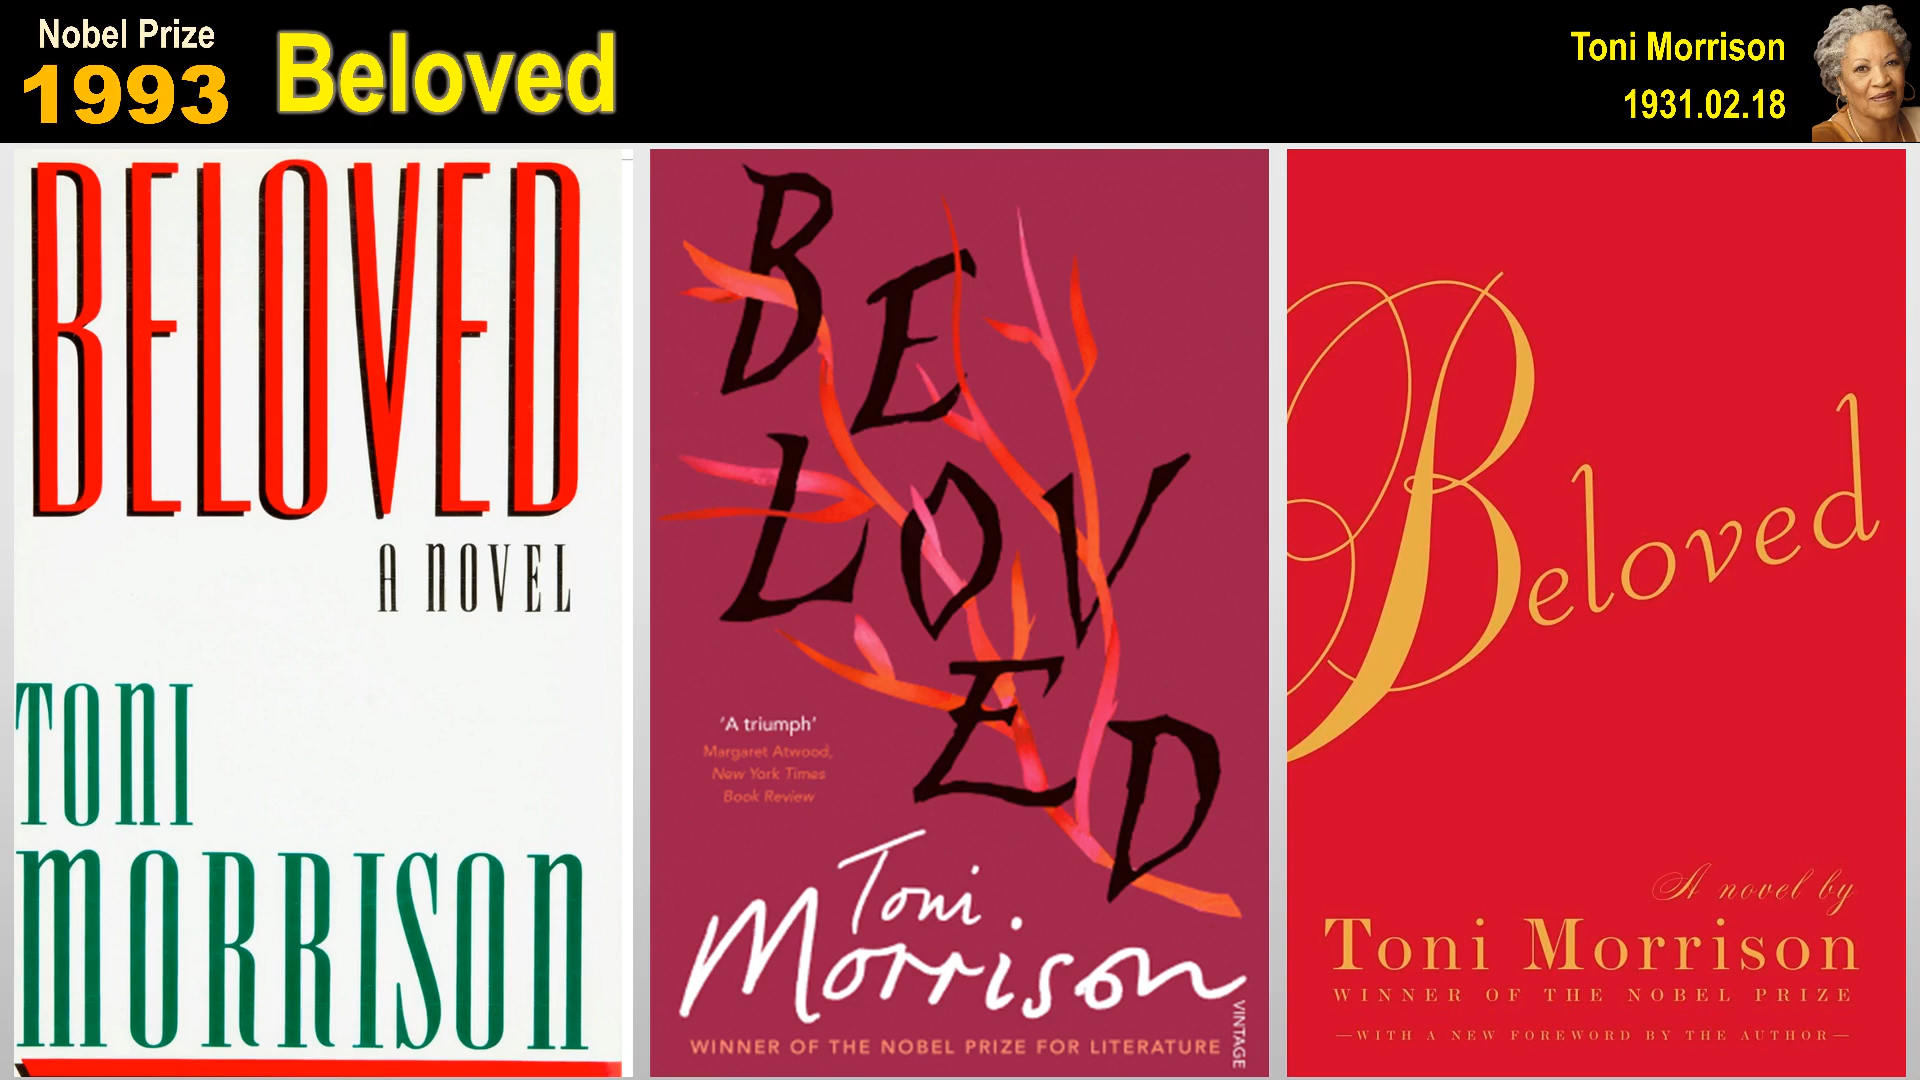 Nobel Prize
1993
Beloved
Toni Morrison
1931.02.18
BELOVED
A NOVEL
TONI
MORRISON
BELOVED
'A triumph'
Margaret Atwood,
New York Times
Book Review
Toni
Morrison
WINNER OF THE NOBEL PRIZE FOR LITERATURE
VINTAGE
Beloved
A novel by
Toni Morrison
WINNER OF THE NOBEL PRIZE
—WITH A NEW FOREWORD BY THE AUTHOR—